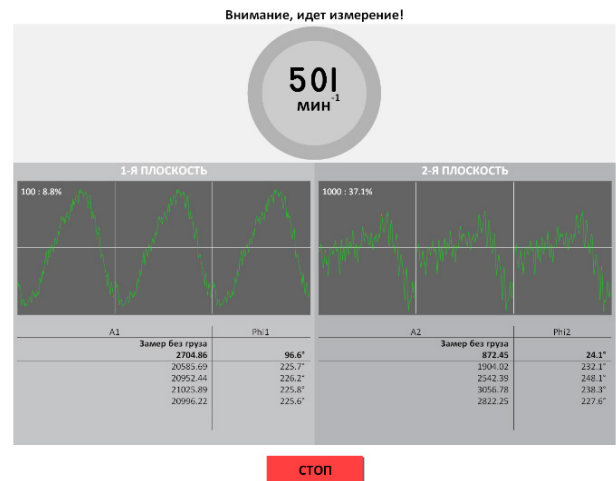 Внимание, идет измерение!
501
мин⁻¹
1-Я ПЛОСКОСТЬ
2-Я ПЛОСКОСТЬ
100 : 8.8%
1000 : 37.1%
A1 Phi1
Замер без груза
2704.86 96.6°
20585.69 225.7°
20952.44 226.2°
21025.89 225.8°
20996.22 225.6°
A2 Phi2
Замер без груза
872.45 24.1°
1904.02 232.1°
2542.39 248.1°
3056.78 238.3°
2822.25 227.6°
СТОП